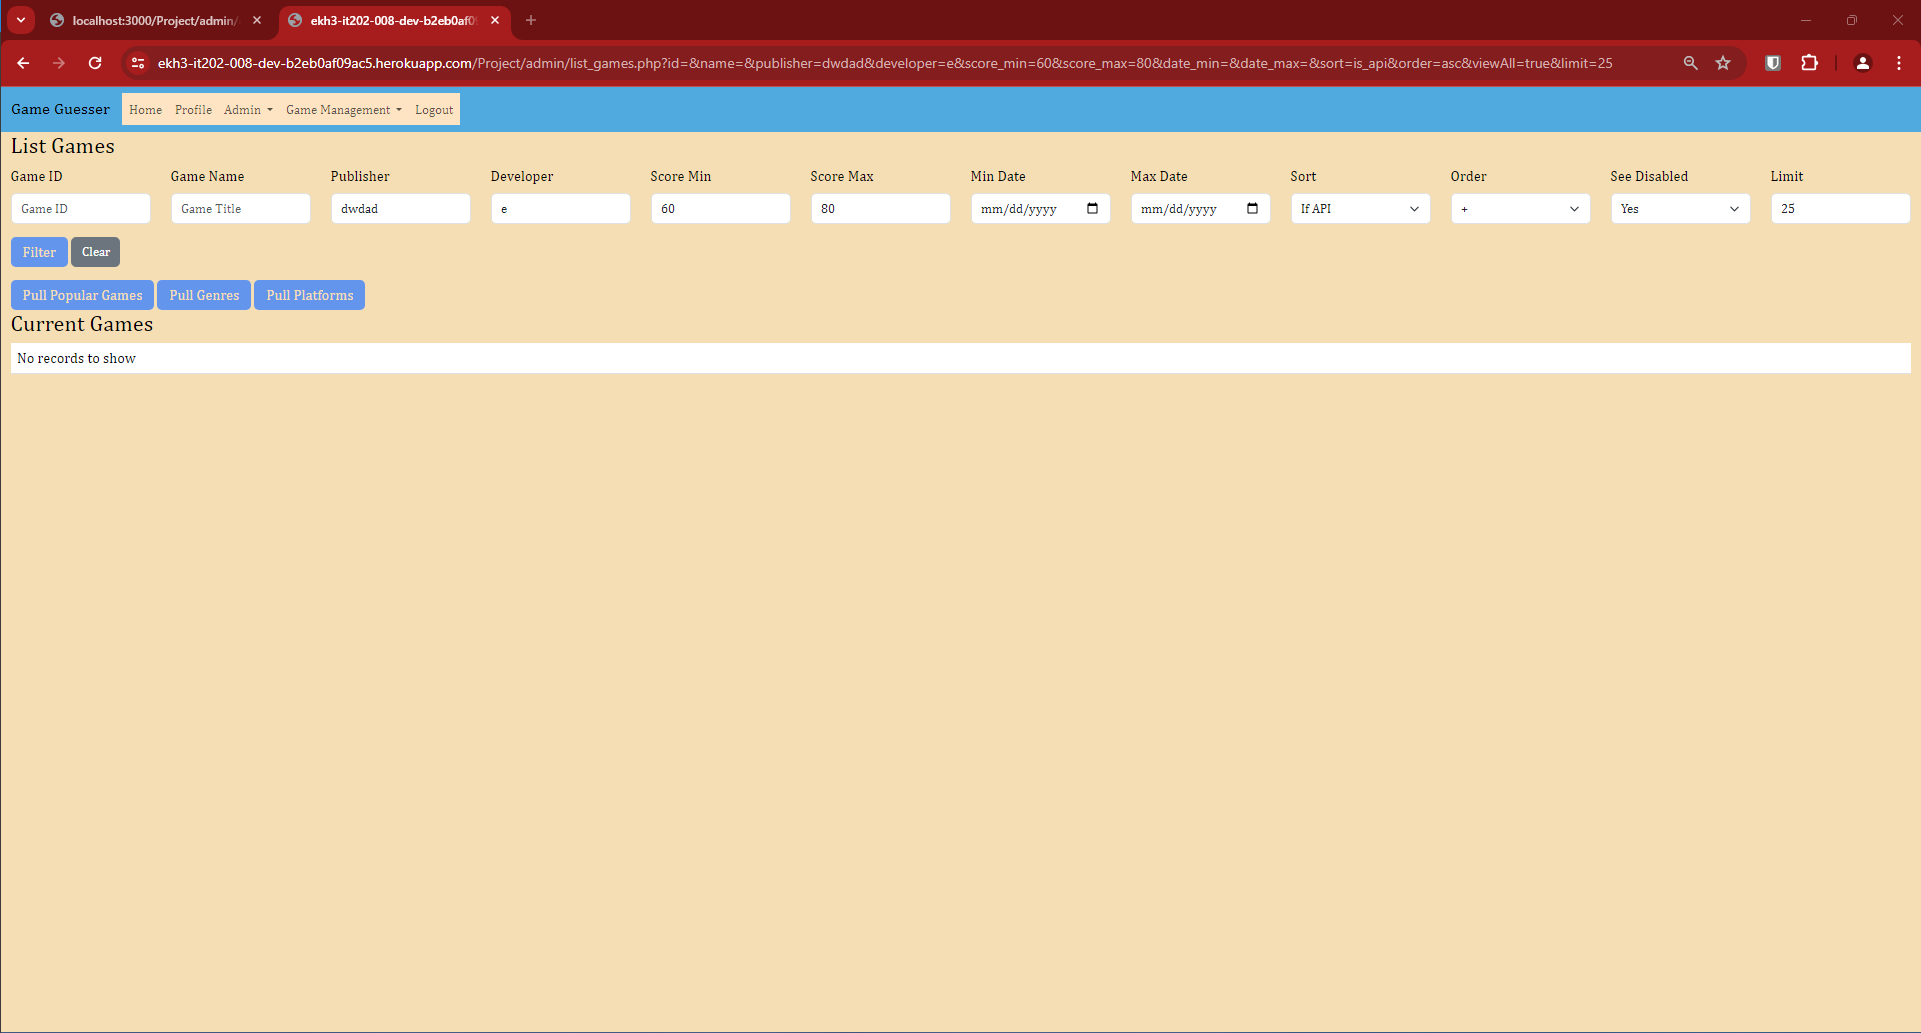 localhost:3000/Project/admin/
ekh3-it202-008-dev-b2eb0af09
ekh3-it202-008-dev-b2eb0af09ac5.herokuapp.com/Project/admin/list_games.php?id=&name=&publisher=dwdad&developer=e&score_min=60&score_max=80&date_min=&date_max=&sort=is_api&order=asc&viewAll=true&limit=25
Game Guesser Home Profile Admin Game Management Logout
List Games
Game ID Game Name Publisher Developer Score Min Score Max Min Date Max Date Sort Order See Disabled Limit
Game ID Game Title dwdad e 60 80 mm/dd/yyyy mm/dd/yyyy If API + Yes 25
Filter Clear
Pull Popular Games Pull Genres Pull Platforms
Current Games
No records to show